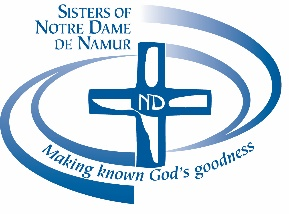 SISTERS OF
NOTRE DAME
DE NAMUR
ND
Making known God's goodness